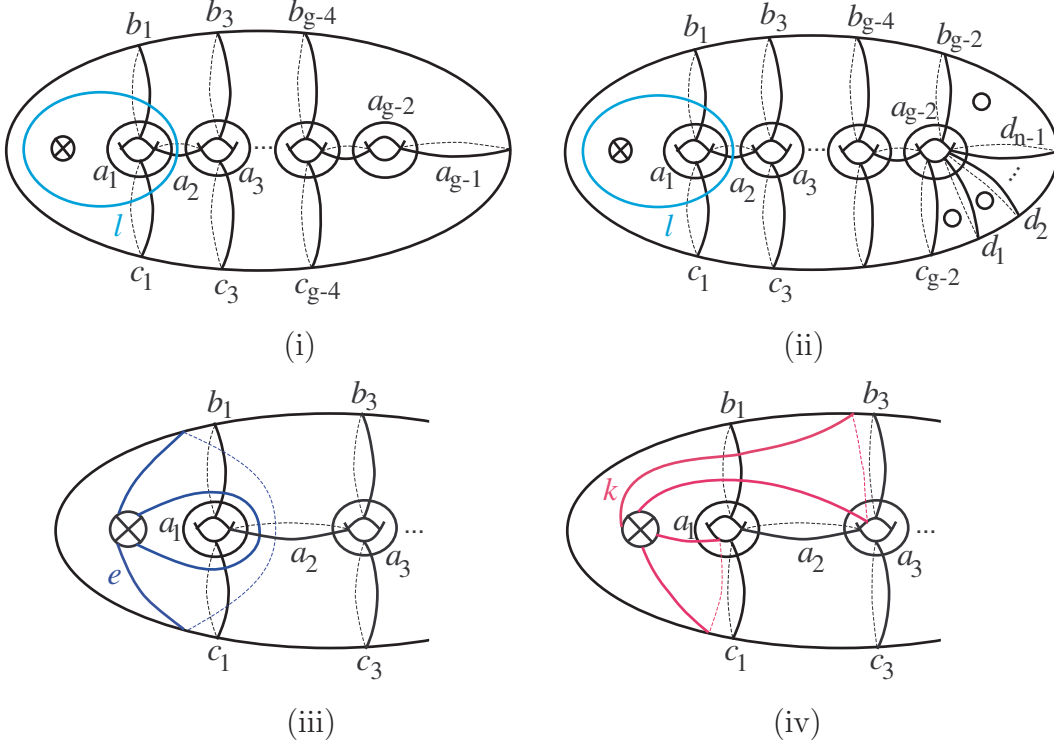 b1 b3 bg-4
ag-2
a1 a2 a3 ... ag-1
l
c1 c3 cg-4
(i)
b1 b3 bg-4 bg-2
ag-2 dn-1
a1 a2 a3 ... ...
l d2
d1
c1 c3 cg-2
(ii)
b1 b3
a1 ...
a2 a3
e
c1 c3
(iii)
b1 b3
k
a1 ...
a2 a3
c1 c3
(iv)